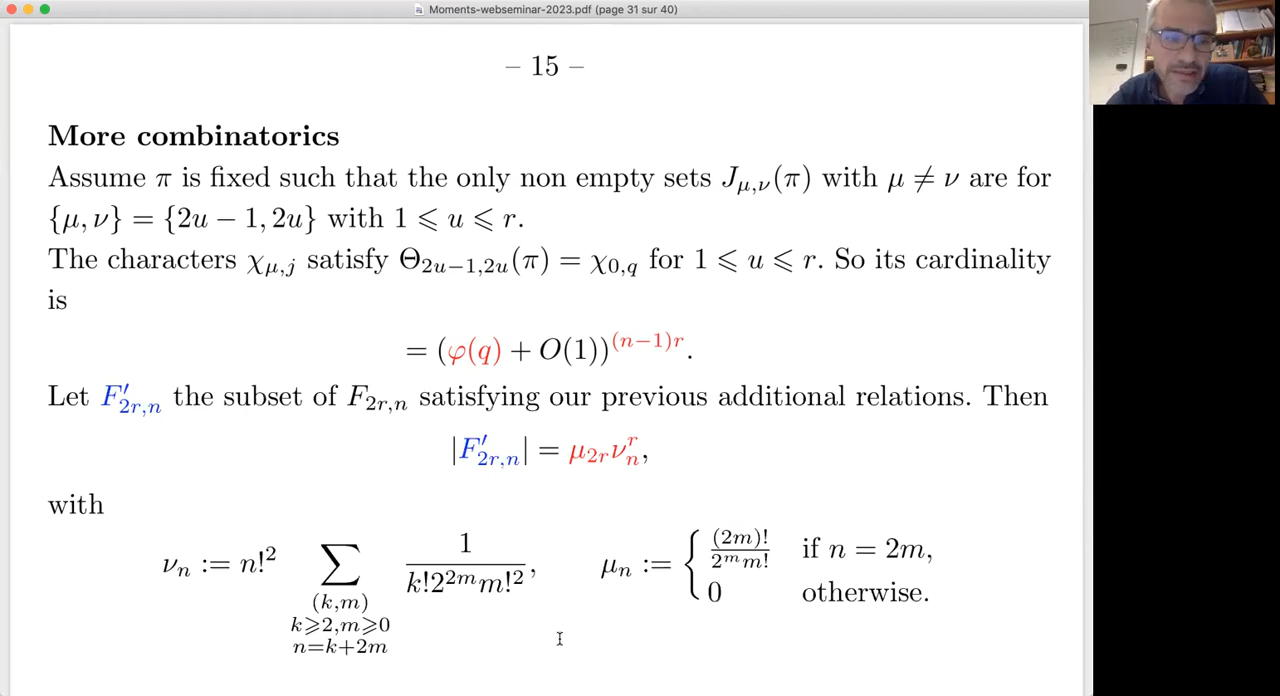 Moments-webseminar-2023.pdf (page 31 sur 40)
– 15 –
More combinatorics
Assume π is fixed such that the only non empty sets J_{μ,ν}(π) with μ ≠ ν are for
{μ, ν} = {2u − 1, 2u} with 1 ⩽ u ⩽ r.
The characters χ_{μ,j} satisfy Θ_{2u−1,2u}(π) = χ_{0,q} for 1 ⩽ u ⩽ r. So its cardinality
is
= (φ(q) + O(1))^{(n−1)r}.
Let F′_{2r,n} the subset of F_{2r,n} satisfying our previous additional relations. Then
|F′_{2r,n}| = μ_{2r}ν_n^r,
with
ν_n := n!^2 ∑_{(k,m) k⩾2,m⩾0 n=k+2m} 1/(k!2^{2m}m!^2), μ_n := { (2m)!/(2^m m!) if n = 2m, 0 otherwise.